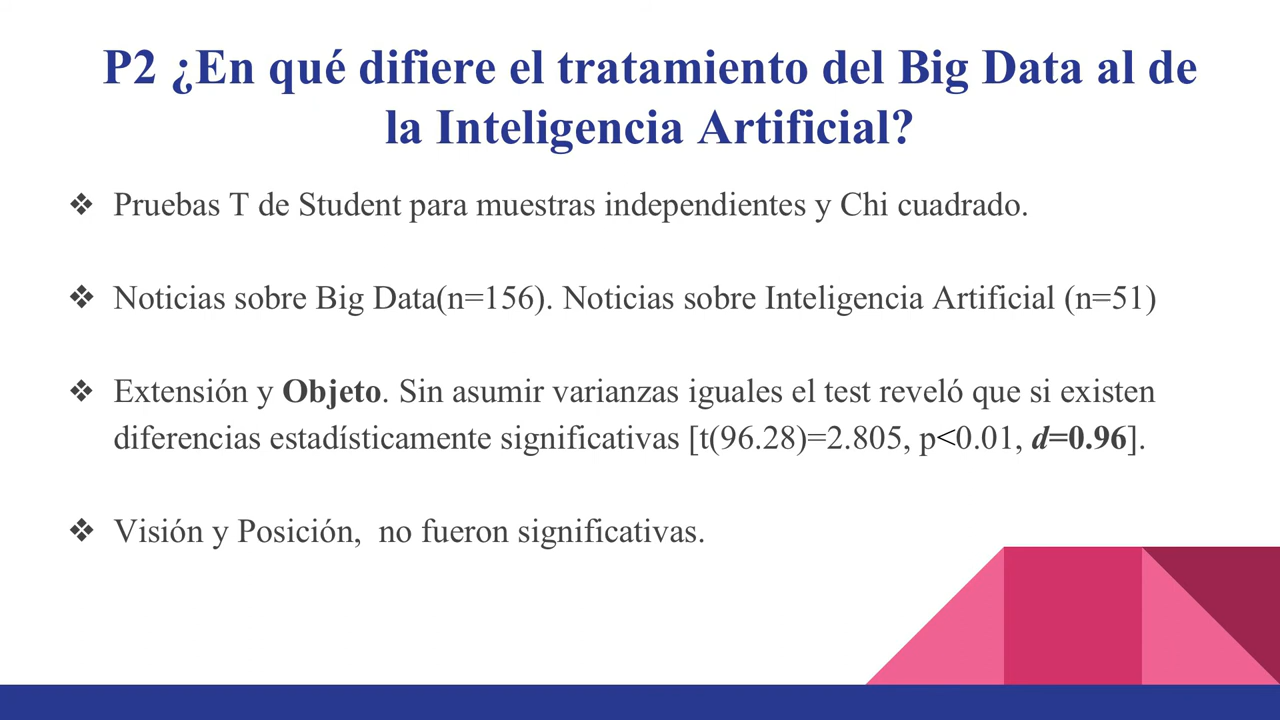 P2 ¿En qué difiere el tratamiento del Big Data al de
la Inteligencia Artificial?
❖ Pruebas T de Student para muestras independientes y Chi cuadrado.
❖ Noticias sobre Big Data(n=156). Noticias sobre Inteligencia Artificial (n=51)
❖ Extensión y Objeto. Sin asumir varianzas iguales el test reveló que si existen
diferencias estadísticamente significativas [t(96.28)=2.805, p<0.01, d=0.96].
❖ Visión y Posición,  no fueron significativas.